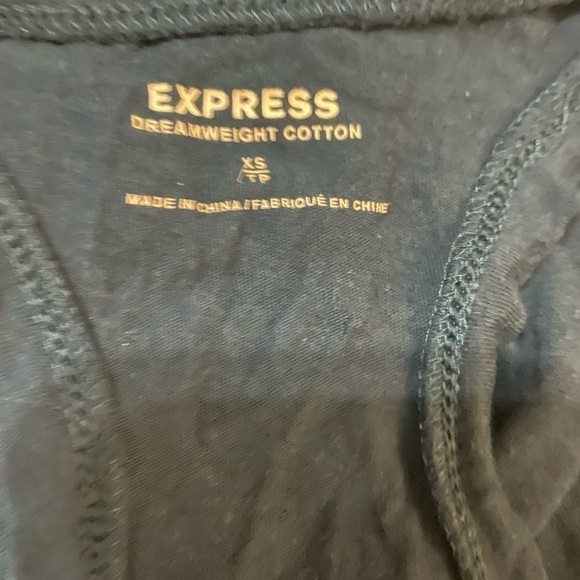 EXPRESS
DREAMWEIGHT COTTON
XS
/TP
MADE IN CHINA/FABRIQUÉ EN CHINE